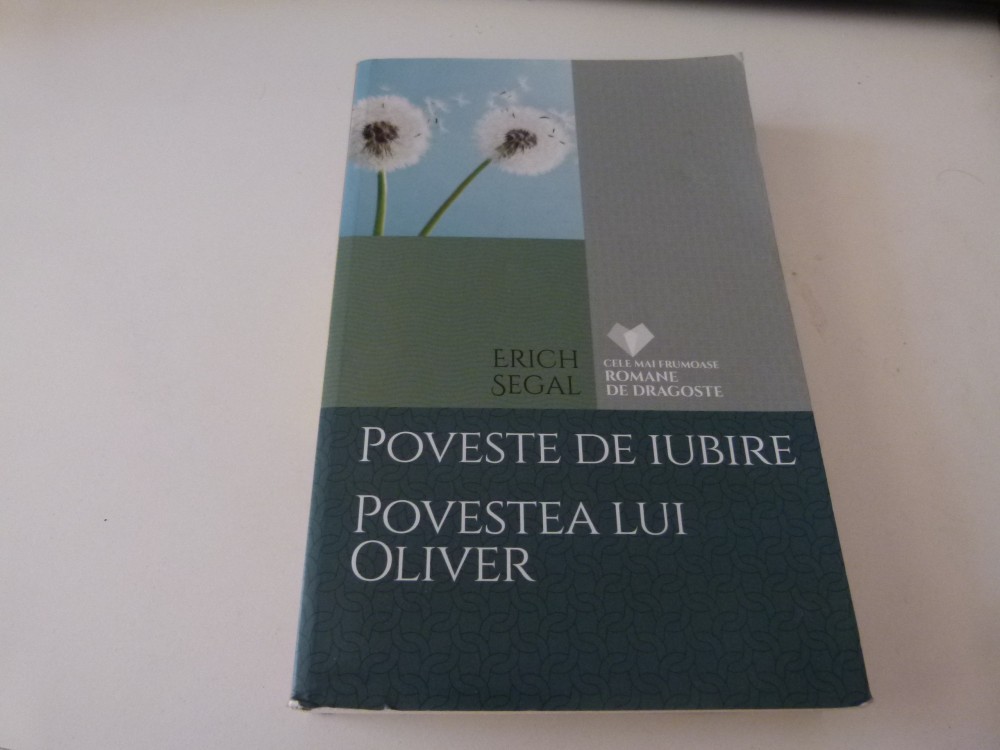 ERICH
SEGAL
CELE MAI FRUMOASE
ROMANE
DE DRAGOSTE
POVESTE DE IUBIRE
POVESTEA LUI
OLIVER